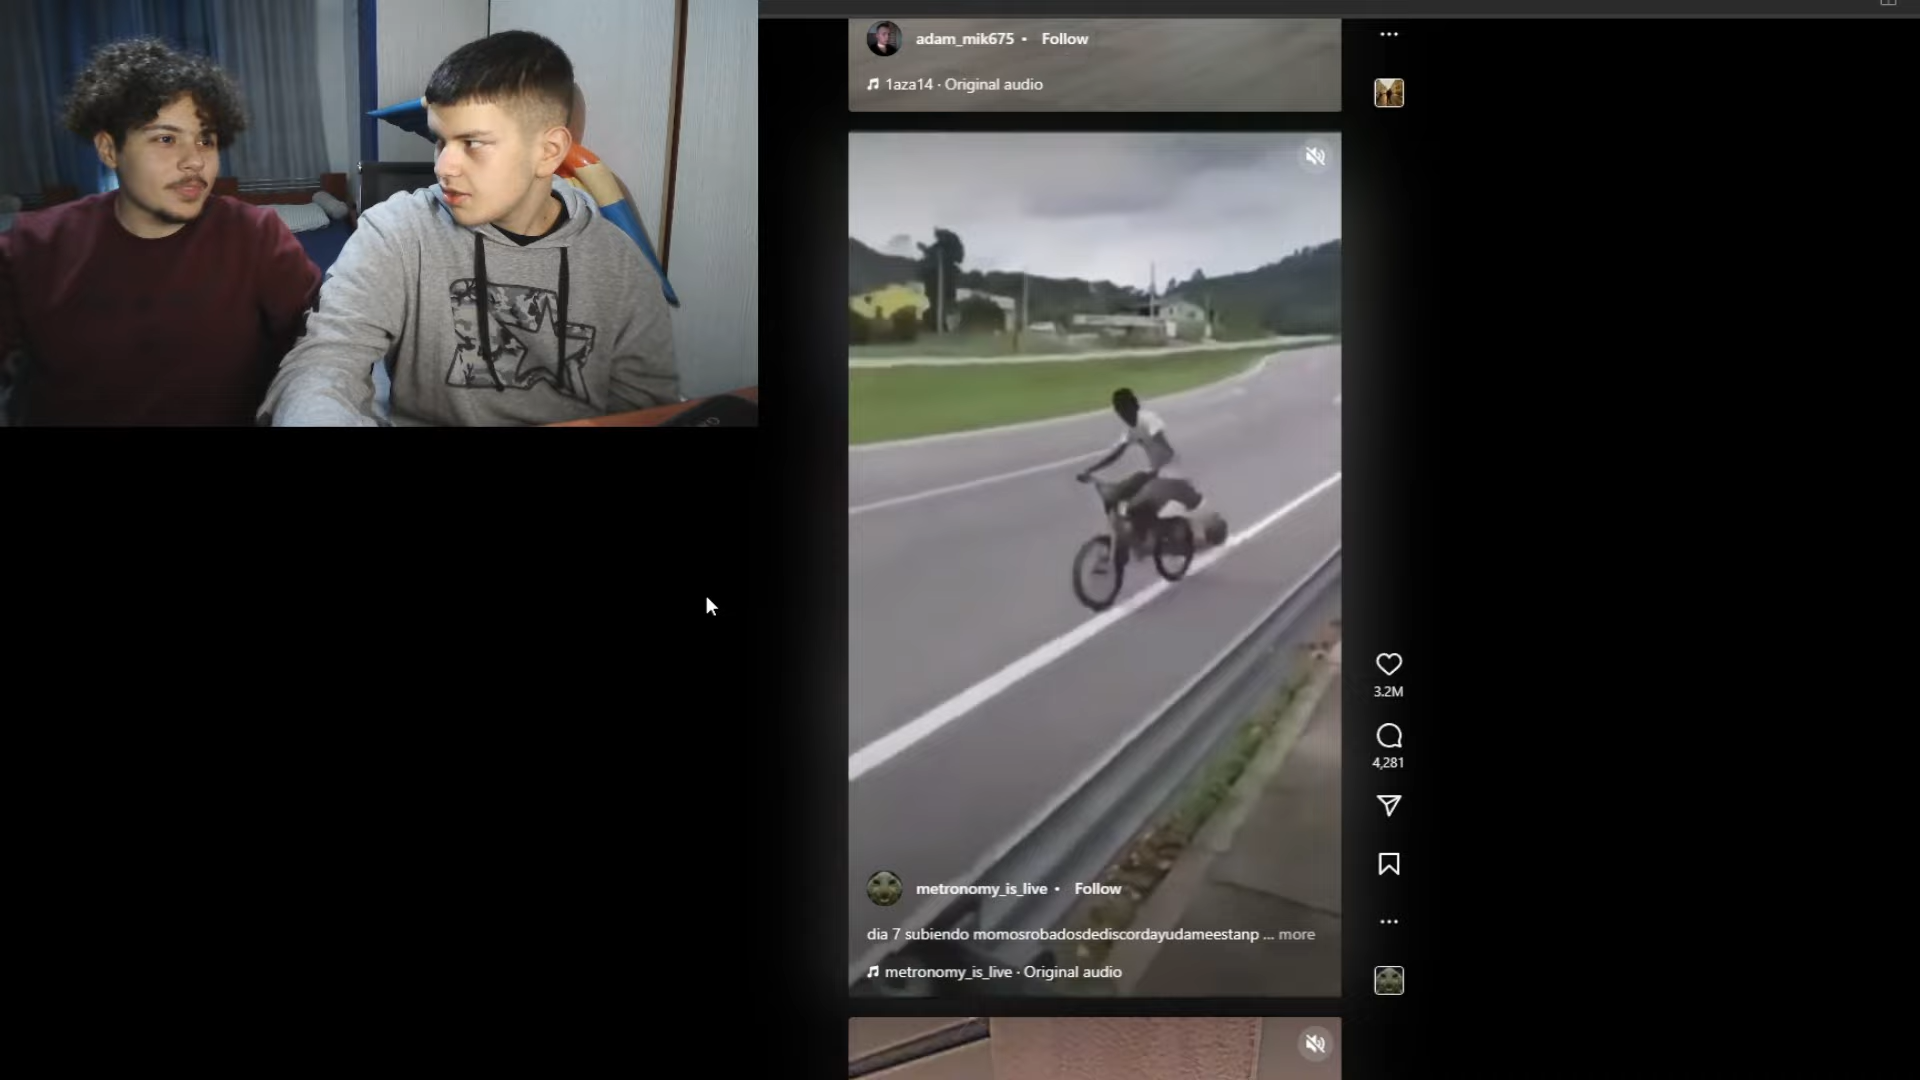 adam_mik675 • Follow
1aza14 · Original audio
3.2M
4,281
metronomy_is_live • Follow
dia 7 subiendo momosrobadosdediscordayudameestanp ... more
metronomy_is_live · Original audio